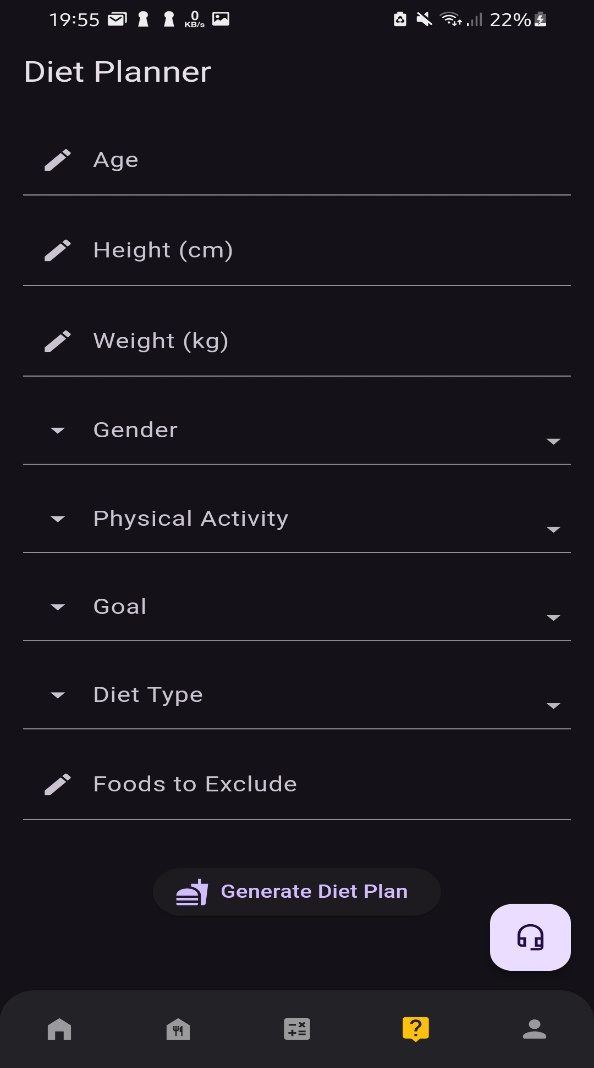 19:55 0 KB/s 22%
Diet Planner
Age
Height (cm)
Weight (kg)
Gender
Physical Activity
Goal
Diet Type
Foods to Exclude
Generate Diet Plan
?